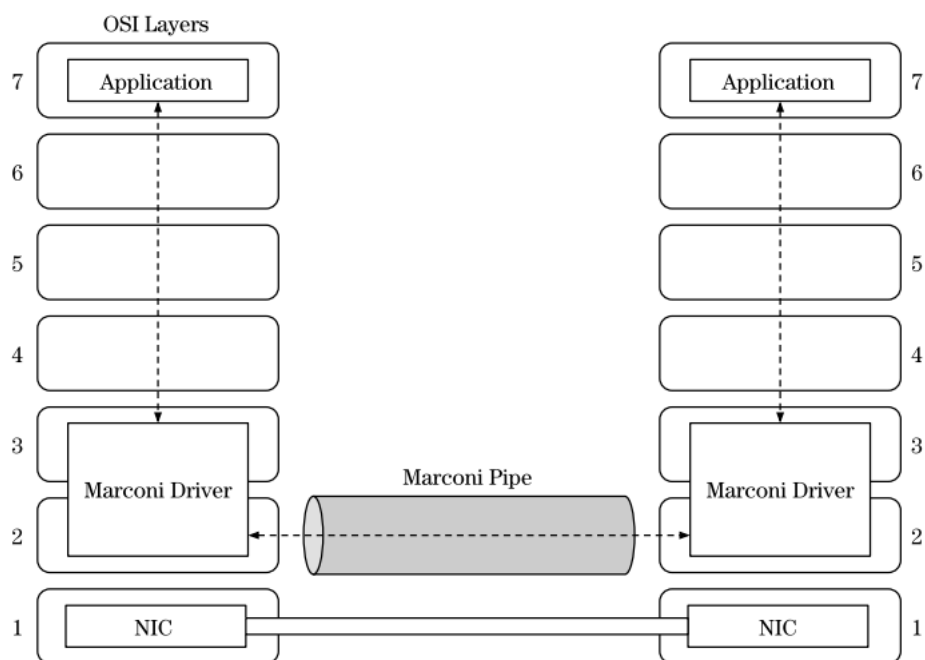 OSI Layers
7 Application Application 7
6 6
5 5
4 4
3 3
Marconi Pipe
Marconi Driver Marconi Driver
2 2
1 NIC NIC 1